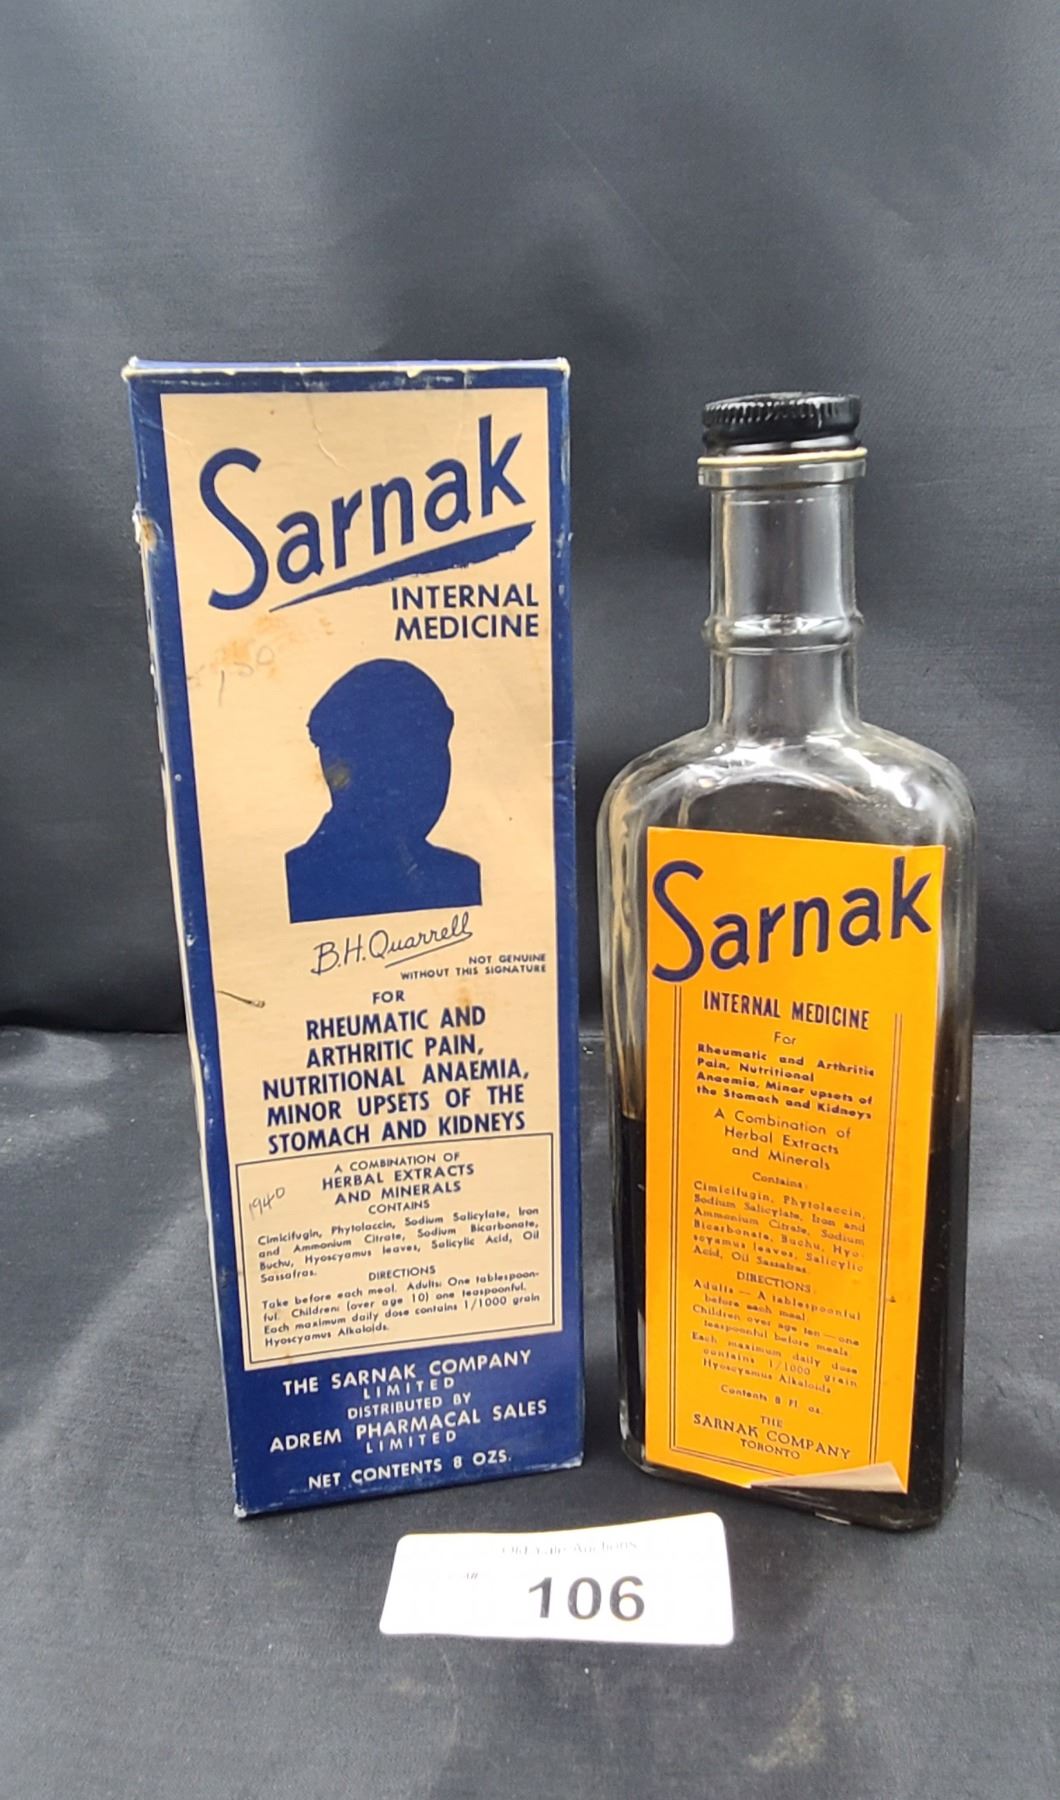 Sarnak
INTERNAL
MEDICINE
B.H. Quarrell
NOT GENUINE
WITHOUT THIS SIGNATURE
FOR
RHEUMATIC AND
ARTHRITIC PAIN,
NUTRITIONAL ANAEMIA,
MINOR UPSETS OF THE
STOMACH AND KIDNEYS
A COMBINATION OF
HERBAL EXTRACTS
AND MINERALS
CONTAINS
1940
Cimicifugin, Phytolaccin, Sodium Salicylate, Iron
and Ammonium Citrate, Sodium Bicarbonate,
Buchu, Hyoscyamus leaves, Salicylic Acid, Oil
Sassafras.
DIRECTIONS
Take before each meal. Adults: One tablespoon-
ful. Children: (over age 10) one teaspoonful.
Each maximum daily dose contains 1/1000 grain
Hyoscyamus Alkaloids.
THE SARNAK COMPANY
LIMITED
DISTRIBUTED BY
ADREM PHARMACAL SALES
LIMITED
NET CONTENTS 8 OZS.
Sarnak
INTERNAL MEDICINE
For
Rheumatic and Arthritic
Pain, Nutritional
Anaemia, Minor upsets of
the Stomach and Kidneys
A Combination of
Herbal Extracts
and Minerals
Contains:
Cimicifugin, Phytolaccin,
Sodium Salicylate, Iron and
Ammonium Citrate, Sodium
Bicarbonate, Buchu, Hyo-
scyamus leaves, Salicylic
Acid, Oil Sassafras.
DIRECTIONS:
Adults — A tablespoonful
before each meal.
Children over age ten — one
teaspoonful before meals.
Each maximum daily dose
contains 1/1000 grain
Hyoscyamus Alkaloids
Contents 8 Fl. oz.
THE
SARNAK COMPANY
TORONTO
106